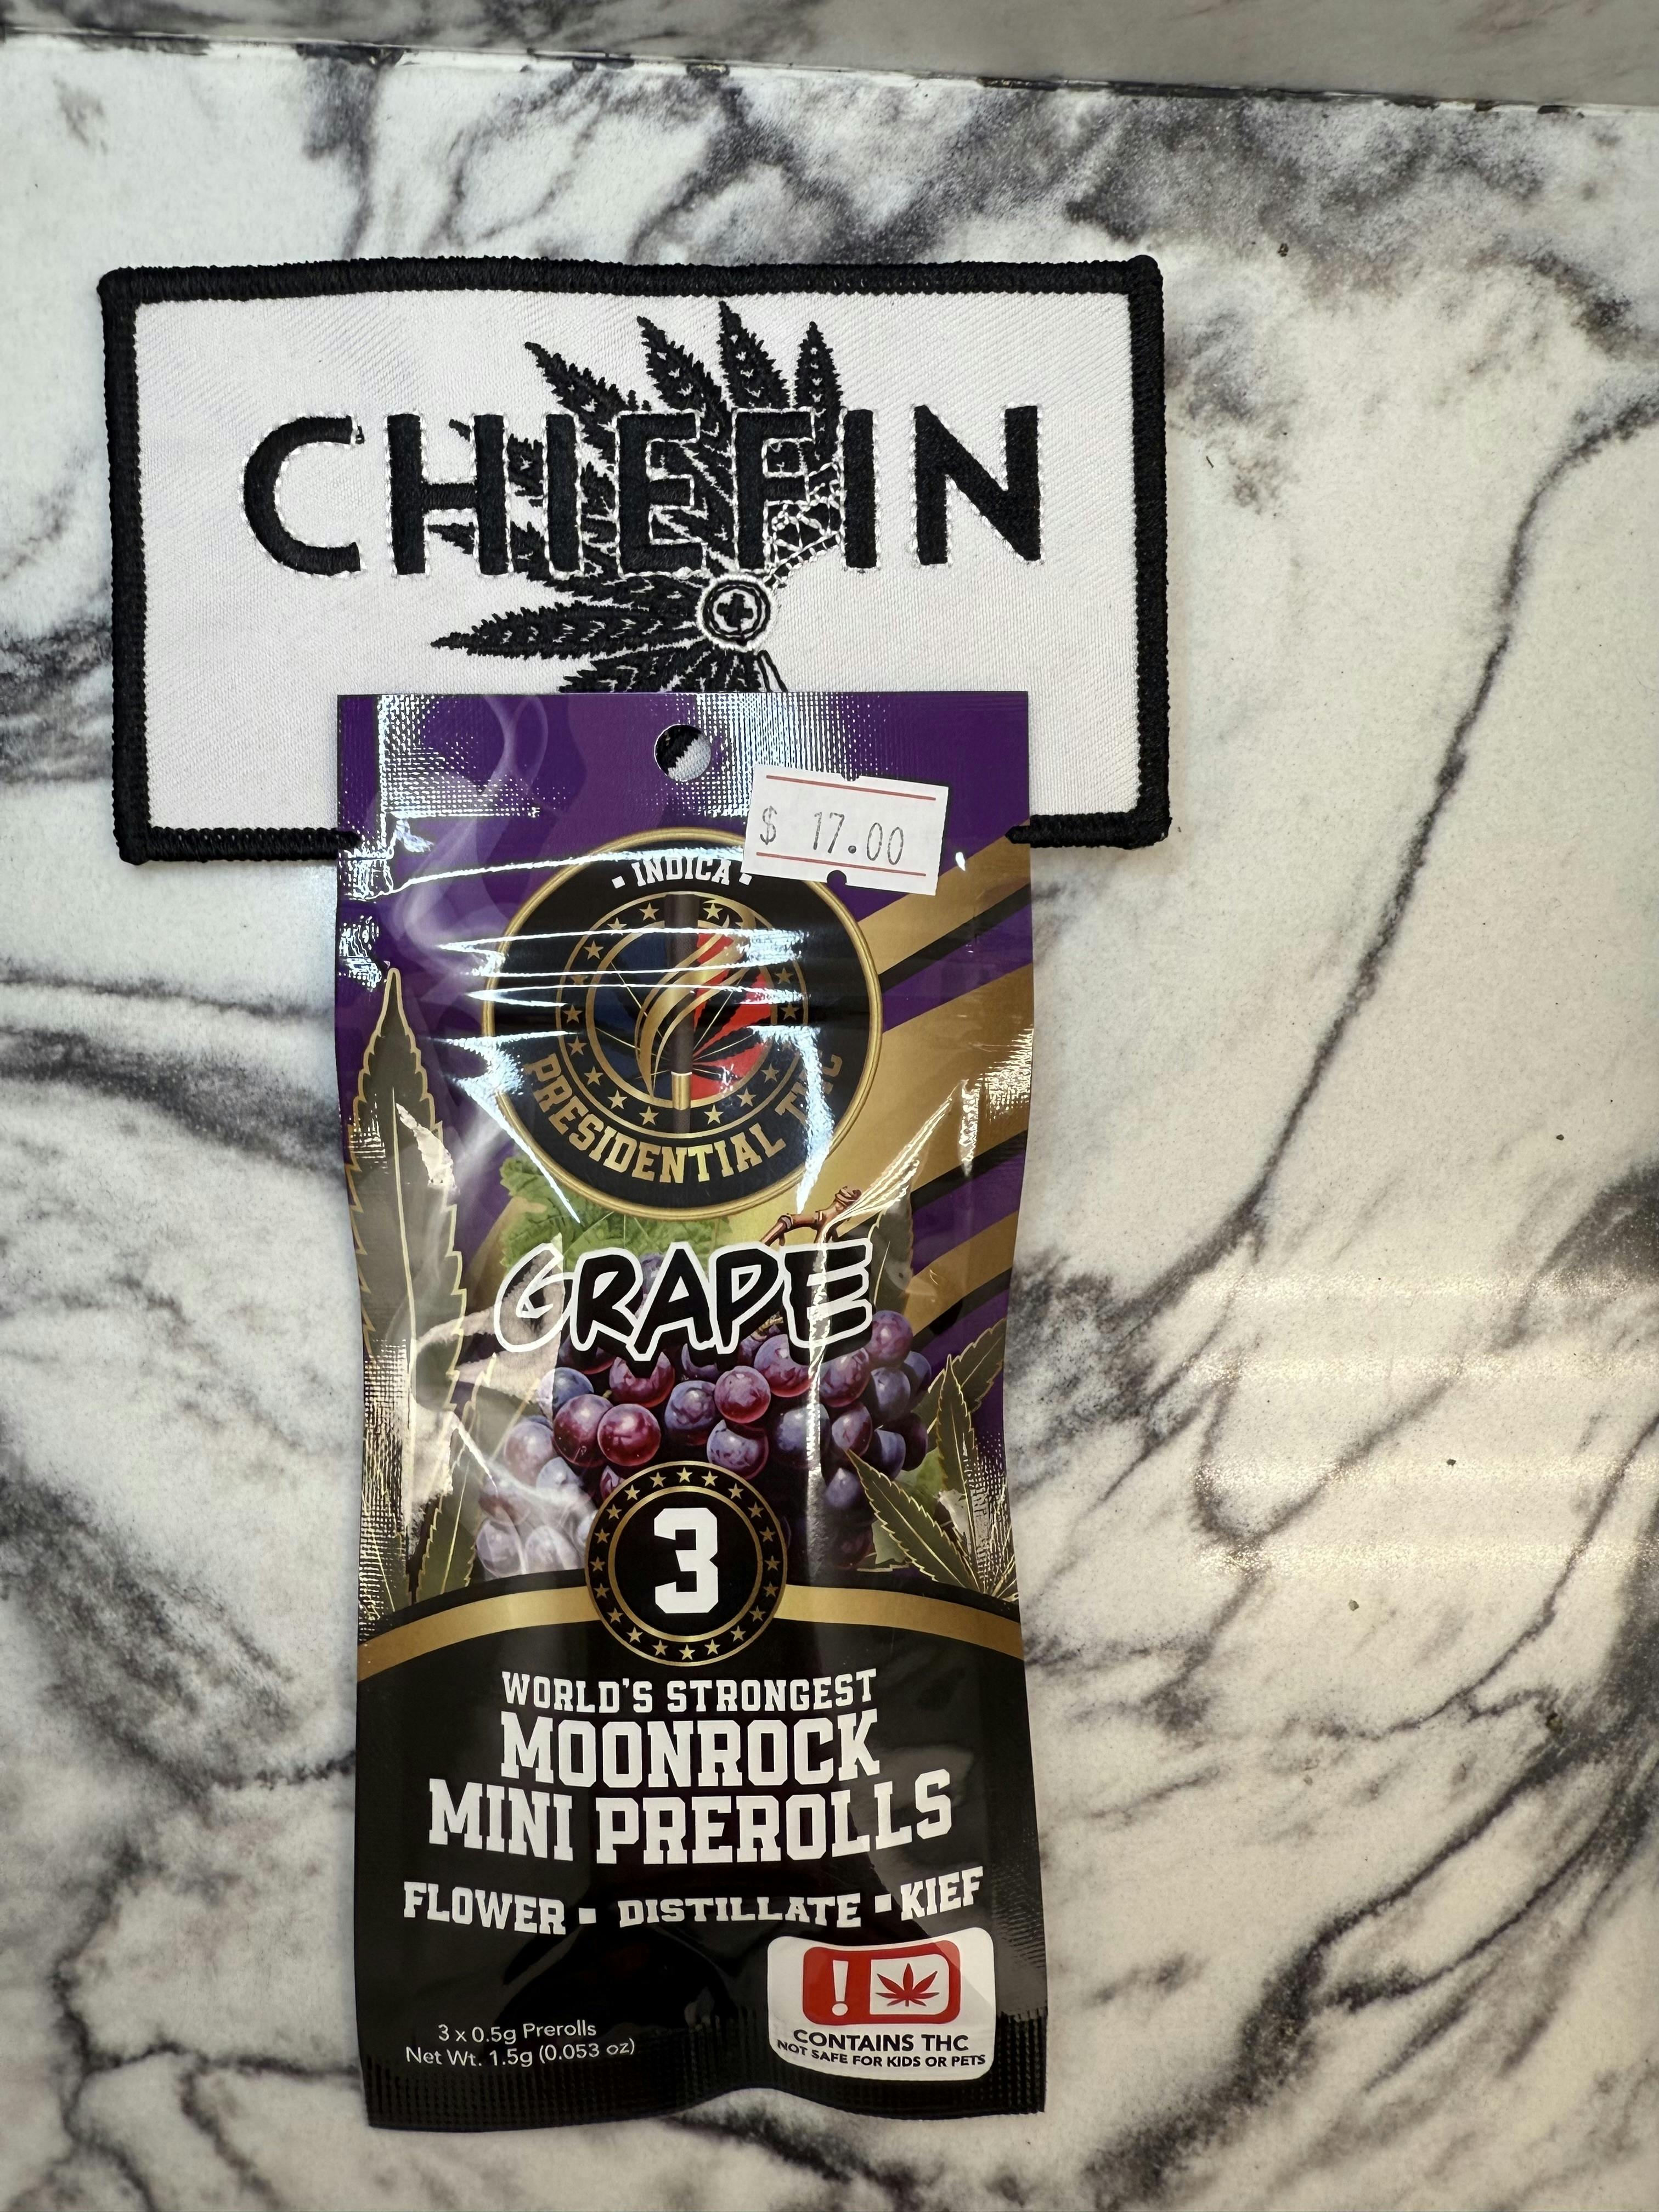 CHIEFIN
$ 17.00
• INDICA •
PRESIDENTIAL THC
GRAPE
3
WORLD'S STRONGEST
MOONROCK
MINI PREROLLS
FLOWER ▪ DISTILLATE ▪ KIEF
!
CONTAINS THC
NOT SAFE FOR KIDS OR PETS
3 x 0.5g Prerolls
Net Wt. 1.5g (0.053 oz)